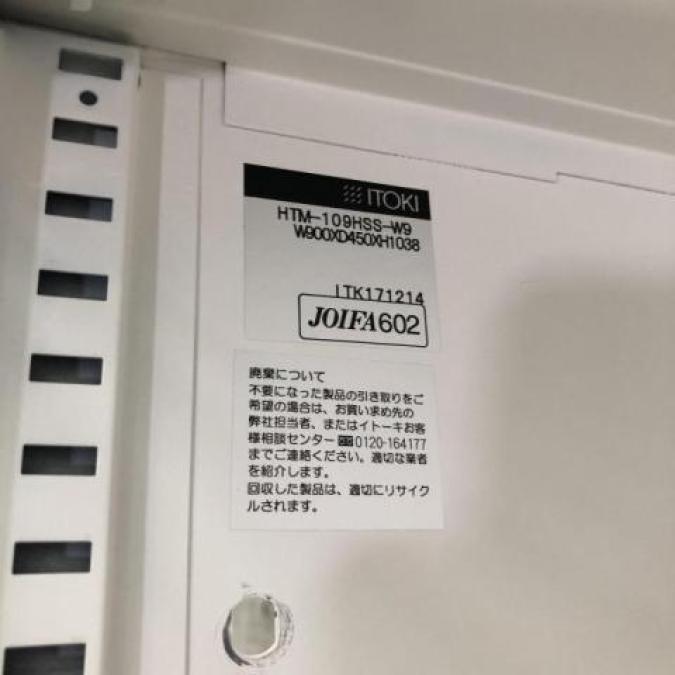 ITOKI
HTM-109HSS-W9
W900XD450XH1038
ITK171214
JOIFA602
廃棄について
不要になった製品の引き取りをご
希望の場合は、お買い求め先の
弊社担当者、またはイトーキお客
様相談センター 0120-164177
までご連絡ください。適切な業者
を紹介します。
回収した製品は、適切にリサイク
ルされます。